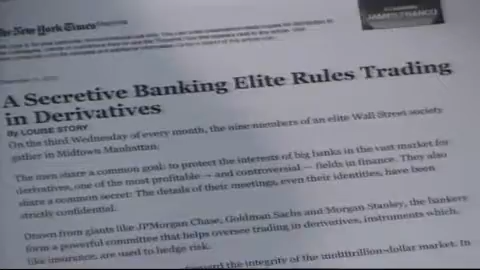 The New York Times
JAMES FRANCO
A Secretive Banking Elite Rules Trading
in Derivatives
By LOUISE STORY
On the third Wednesday of every month, the nine members of an elite Wall Street society
gather in Midtown Manhattan.
The men share a common goal: to protect the interests of big banks in the vast market for
derivatives, one of the most profitable — and controversial — fields in finance. They also
share a common secret: The details of their meetings, even their identities, have been
strictly confidential.
Drawn from giants like JPMorgan Chase, Goldman Sachs and Morgan Stanley, the bankers
form a powerful committee that helps oversee trading in derivatives, instruments which,
like insurance, are used to hedge risk.
the integrity of the multitrillion-dollar market. In